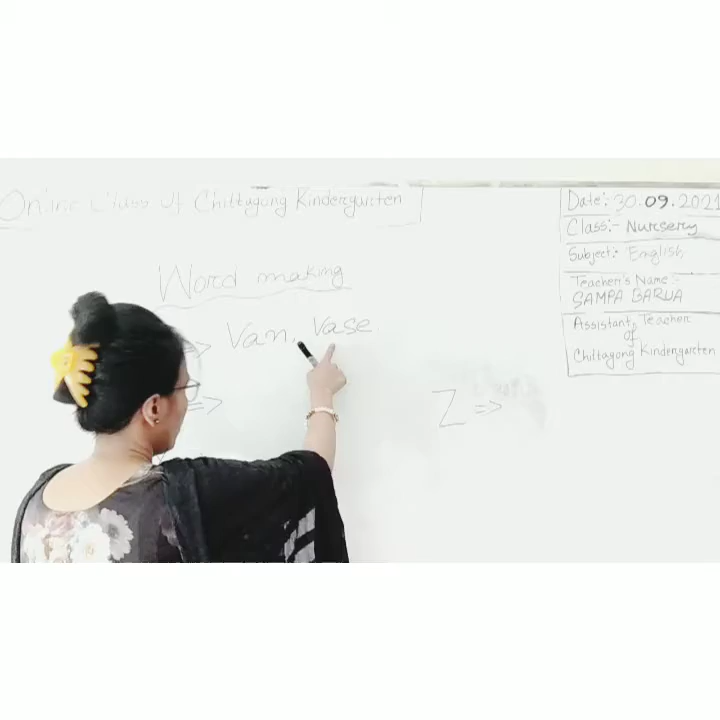 Online Class Of Chittagong Kindergarten
Word making
=> Van, Vase.
=>
Z =>
Date: 30.09.2021
Class:- Nursery
Subject: English
Teacher's Name:-
SAMPA BARUA
Assistant Teacher
of
Chittagong Kindergarten